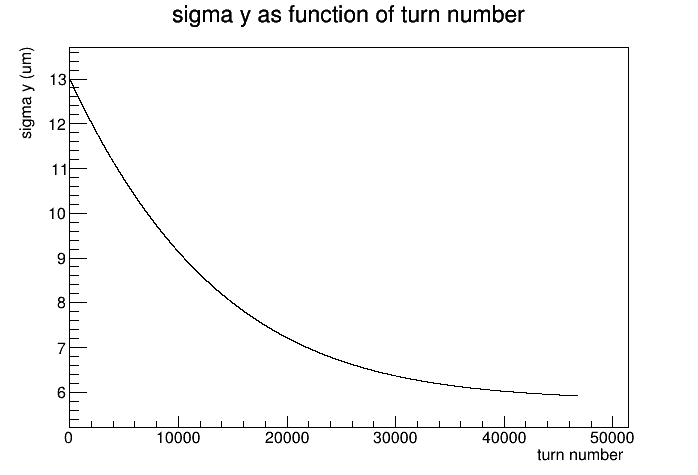 sigma y as function of turn number
sigma y (um)
13
12
11
10
9
8
7
6
0 10000 20000 30000 40000 50000
turn number